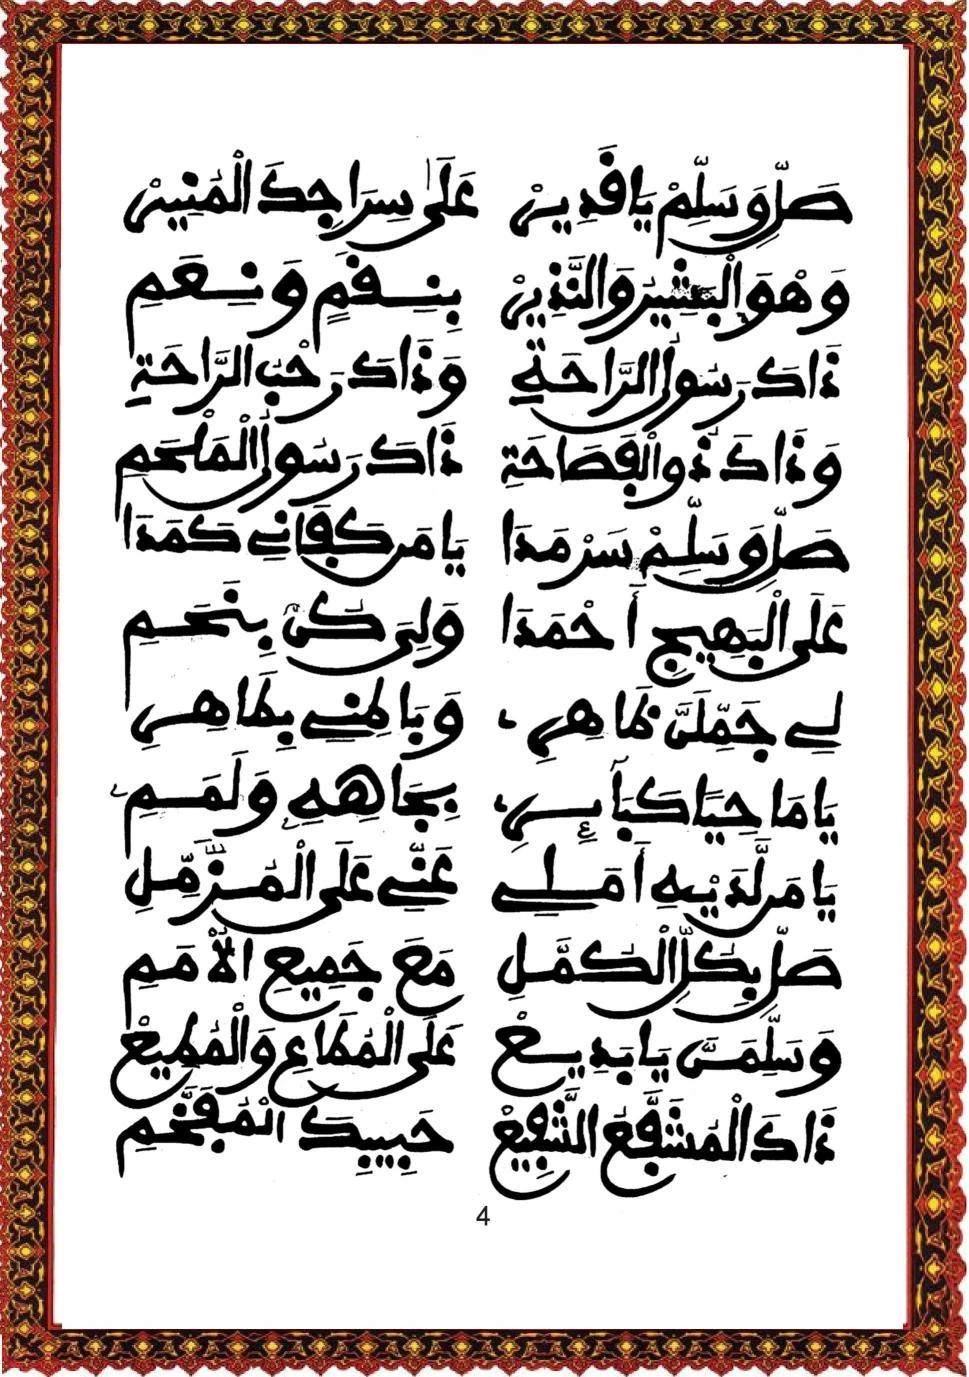 صَلِّ وَسَلِّمْ يَا قَدِيرْ عَلَى سِرَاجِكَ الْمُنِيرْ
وَهْوَ الْبَشِيرُ وَالنَّذِيرْ بِنِقَمٍ وَنِعَمِ
ذَاكَ رَسُولُ الرَّاحَةِ وَذَاكَ رَحْبُ الرَّاحَةِ
وَذَاكَ ذُو الْفَصَاحَةِ ذَاكَ رَسُولُ الْمَلْحَمِ
صَلِّ وَسَلِّمْ سَرْمَدَا يَا مَن كَفَانِي كَمَدَا
عَلَى الْبَهِيجِ أَحْمَدَا وَلِيَ كُن بِنَحَمِ
لِي جَمِّلَنَّ ظَاهِرِ وَبَاطِنِي بِطَاهِرِ
يَا مَاحِيًا كَبَآئِرِ بِجَاهِهِ وَلَمَمِ
يَا مَن لَّدَيْهِ أَمَلِي عَنِّي عَلَى الْمُزَّمِّلِ
صَلِّ بِكُلِّ الْكُمَّلِ مَعَ جَمِيعِ الْأُمَمِ
وَسَلِّمَنَّ يَا بَدِيعْ عَلَى الْمُطَاعِ وَالْمُطِيعْ
ذَاكَ الْمُشَفَّعُ الشَّفِيعْ حَبِيبِكَ الْمُفَخَّمِ
4